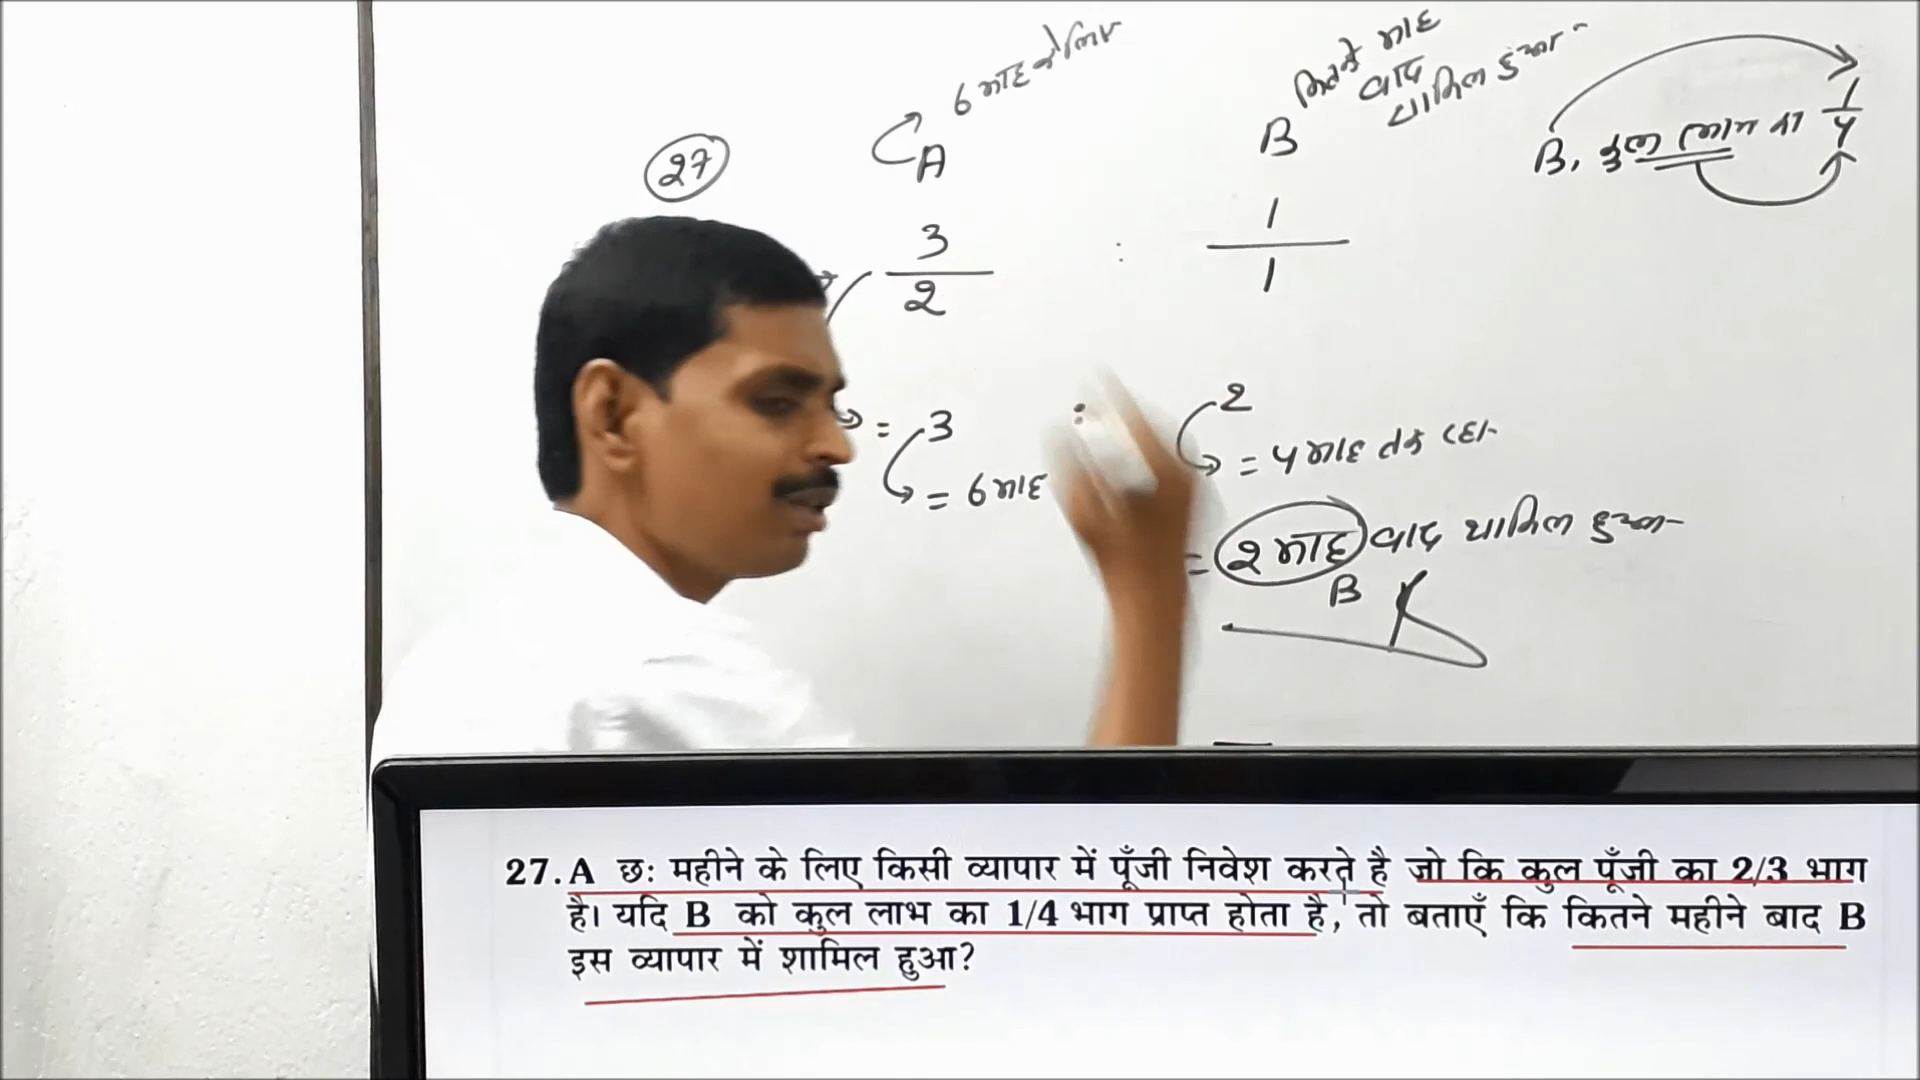 27
A
6 माह के लिए
B
कितने माह
बाद
शामिल हुआ
B, कुल लाभ का 1/4
3/2 : 1/1
= 3 : 2
= 6 माह
= 4 माह तक रहा
= 2 माह बाद शामिल हुआ
B
27. A छः महीने के लिए किसी व्यापार में पूँजी निवेश करते है जो कि कुल पूँजी का 2/3 भाग
है। यदि B को कुल लाभ का 1/4 भाग प्राप्त होता है, तो बताएँ कि कितने महीने बाद B
इस व्यापार में शामिल हुआ?